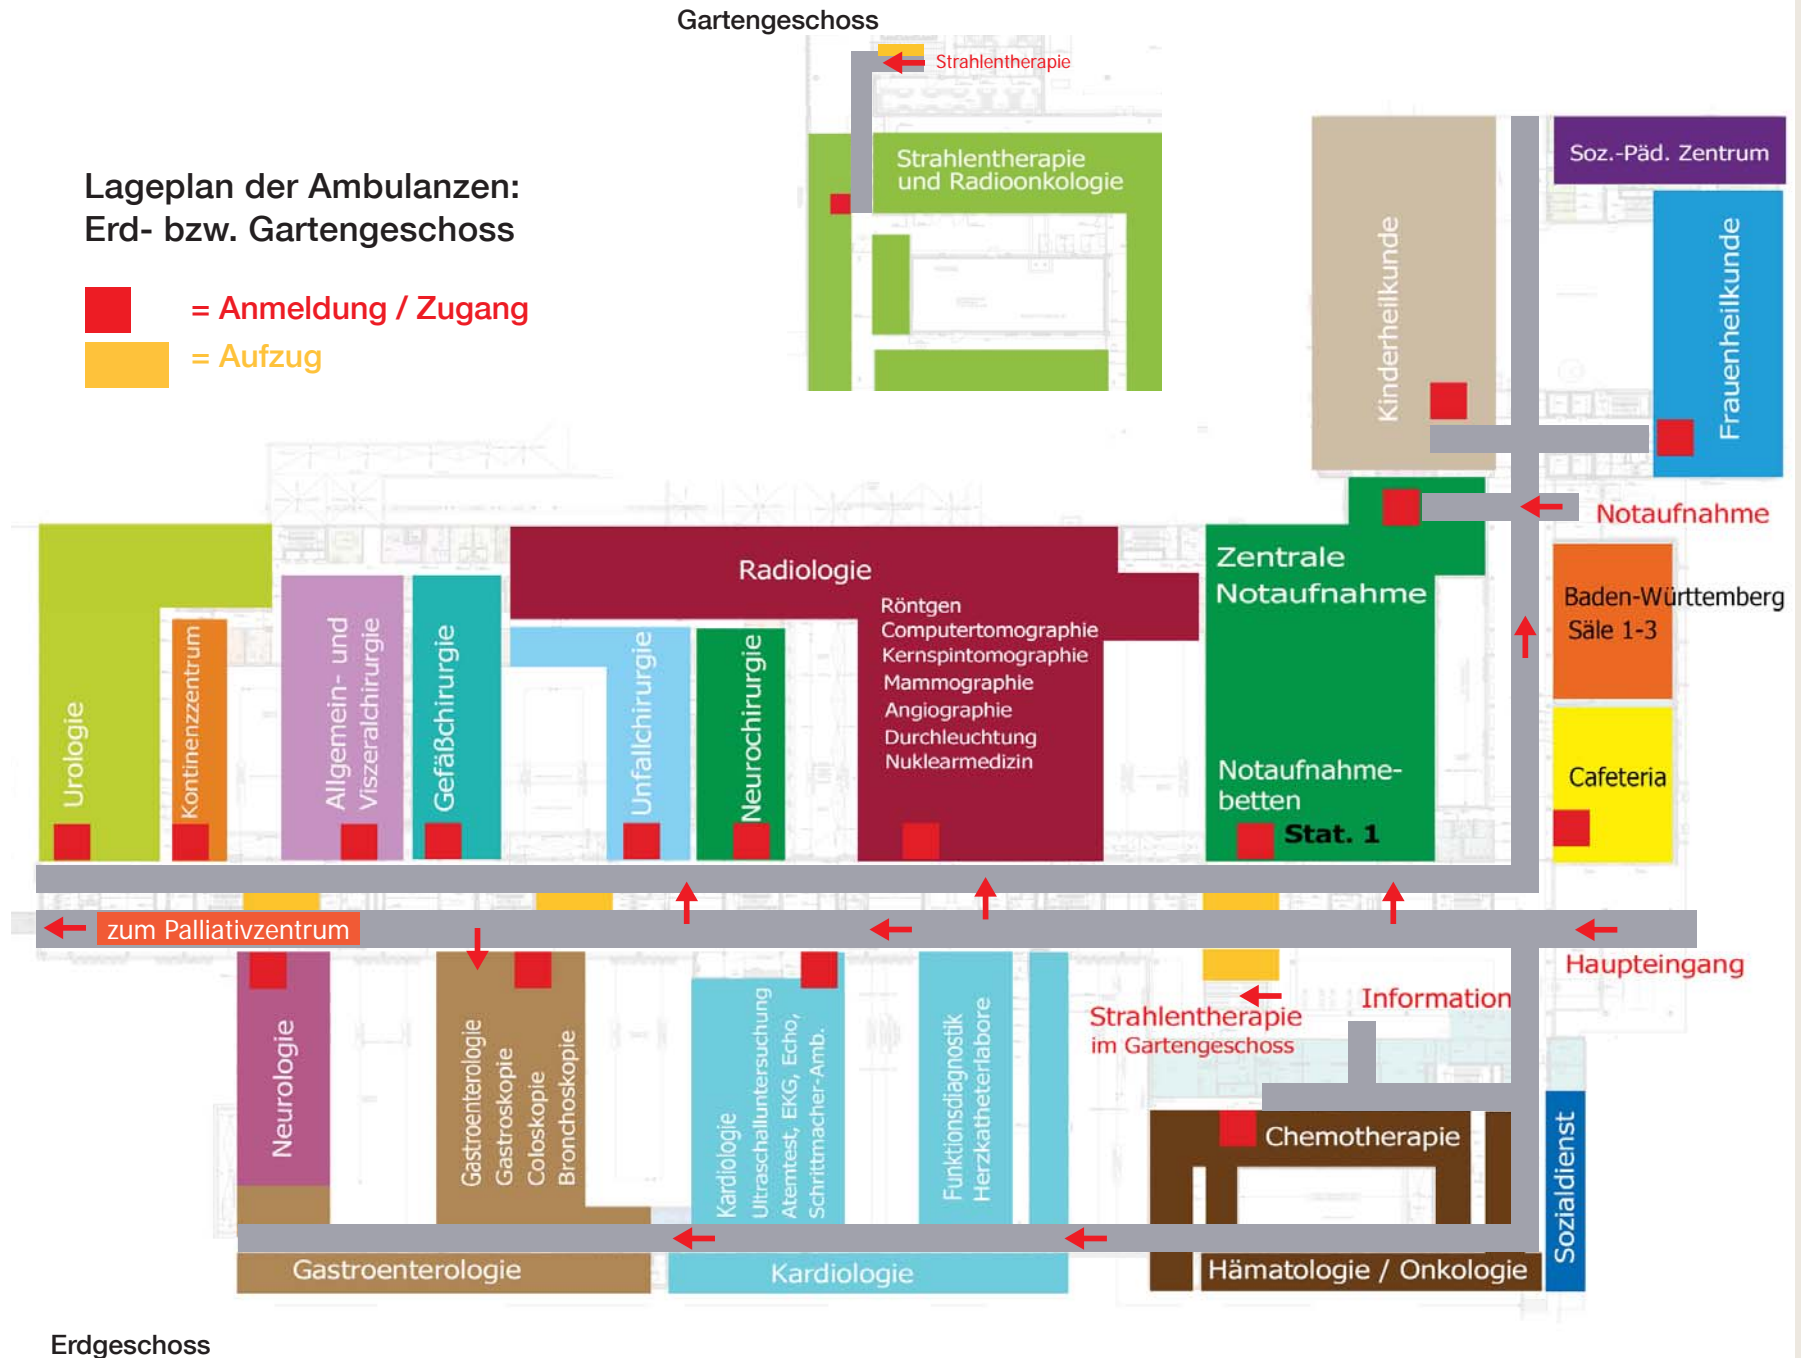 Gartengeschoss
Strahlentherapie
Strahlentherapie
und Radioonkologie
Lageplan der Ambulanzen:
Erd- bzw. Gartengeschoss
= Anmeldung / Zugang
= Aufzug
Soz.-Päd. Zentrum
Kinderheilkunde
Frauenheilkunde
Notaufnahme
Zentrale
Notaufnahme
Notaufnahme-
betten
Stat. 1
Baden-Württemberg
Säle 1-3
Cafeteria
Urologie
Kontinenzzentrum
Allgemein- und
Viszeralchirurgie
Gefäßchirurgie
Unfallchirurgie
Neurochirurgie
Radiologie
Röntgen
Computertomographie
Kernspintomographie
Mammographie
Angiographie
Durchleuchtung
Nuklearmedizin
zum Palliativzentrum
Haupteingang
Information
Strahlentherapie
im Gartengeschoss
Neurologie
Gastroenterologie
Gastroskopie
Coloskopie
Bronchoskopie
Kardiologie
Ultraschalluntersuchung
Atemtest, EKG, Echo,
Schrittmacher-Amb.
Funktionsdiagnostik
Herzkatheterlabore
Chemotherapie
Sozialdienst
Gastroenterologie
Kardiologie
Hämatologie / Onkologie
Erdgeschoss